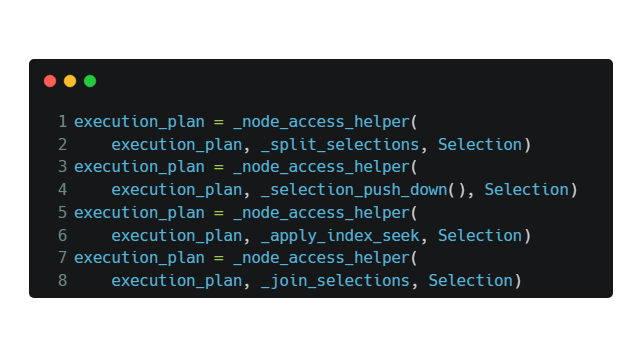 1 execution_plan = _node_access_helper(
2     execution_plan, _split_selections, Selection)
3 execution_plan = _node_access_helper(
4     execution_plan, _selection_push_down(), Selection)
5 execution_plan = _node_access_helper(
6     execution_plan, _apply_index_seek, Selection)
7 execution_plan = _node_access_helper(
8     execution_plan, _join_selections, Selection)